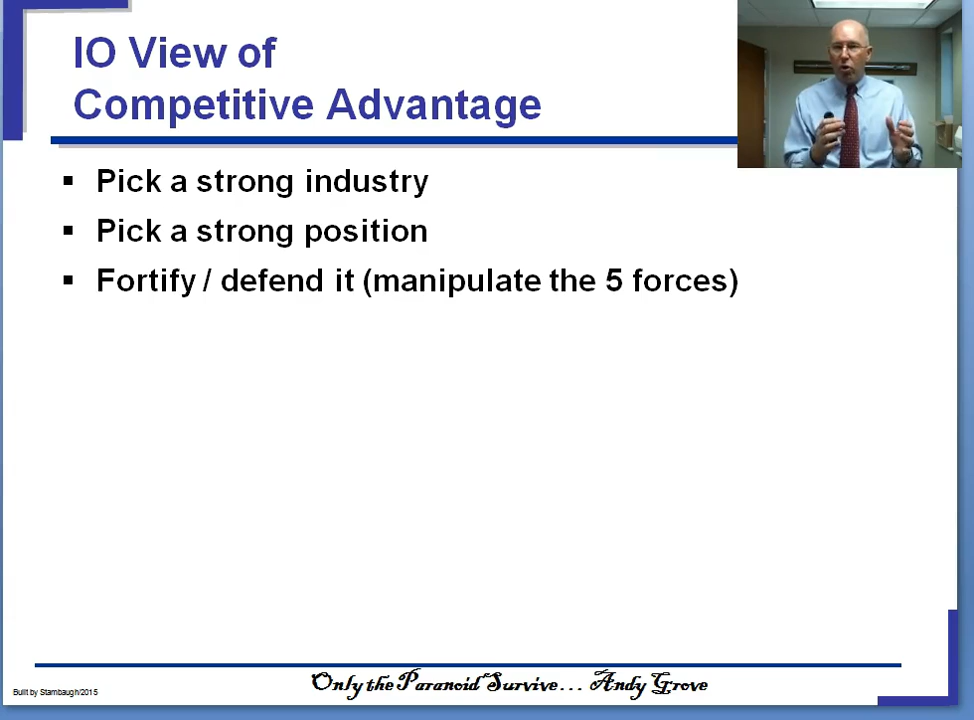 IO View of
Competitive Advantage
Pick a strong industry
Pick a strong position
Fortify / defend it (manipulate the 5 forces)
Built by Stambaugh/2015
Only the Paranoid Survive… Andy Grove